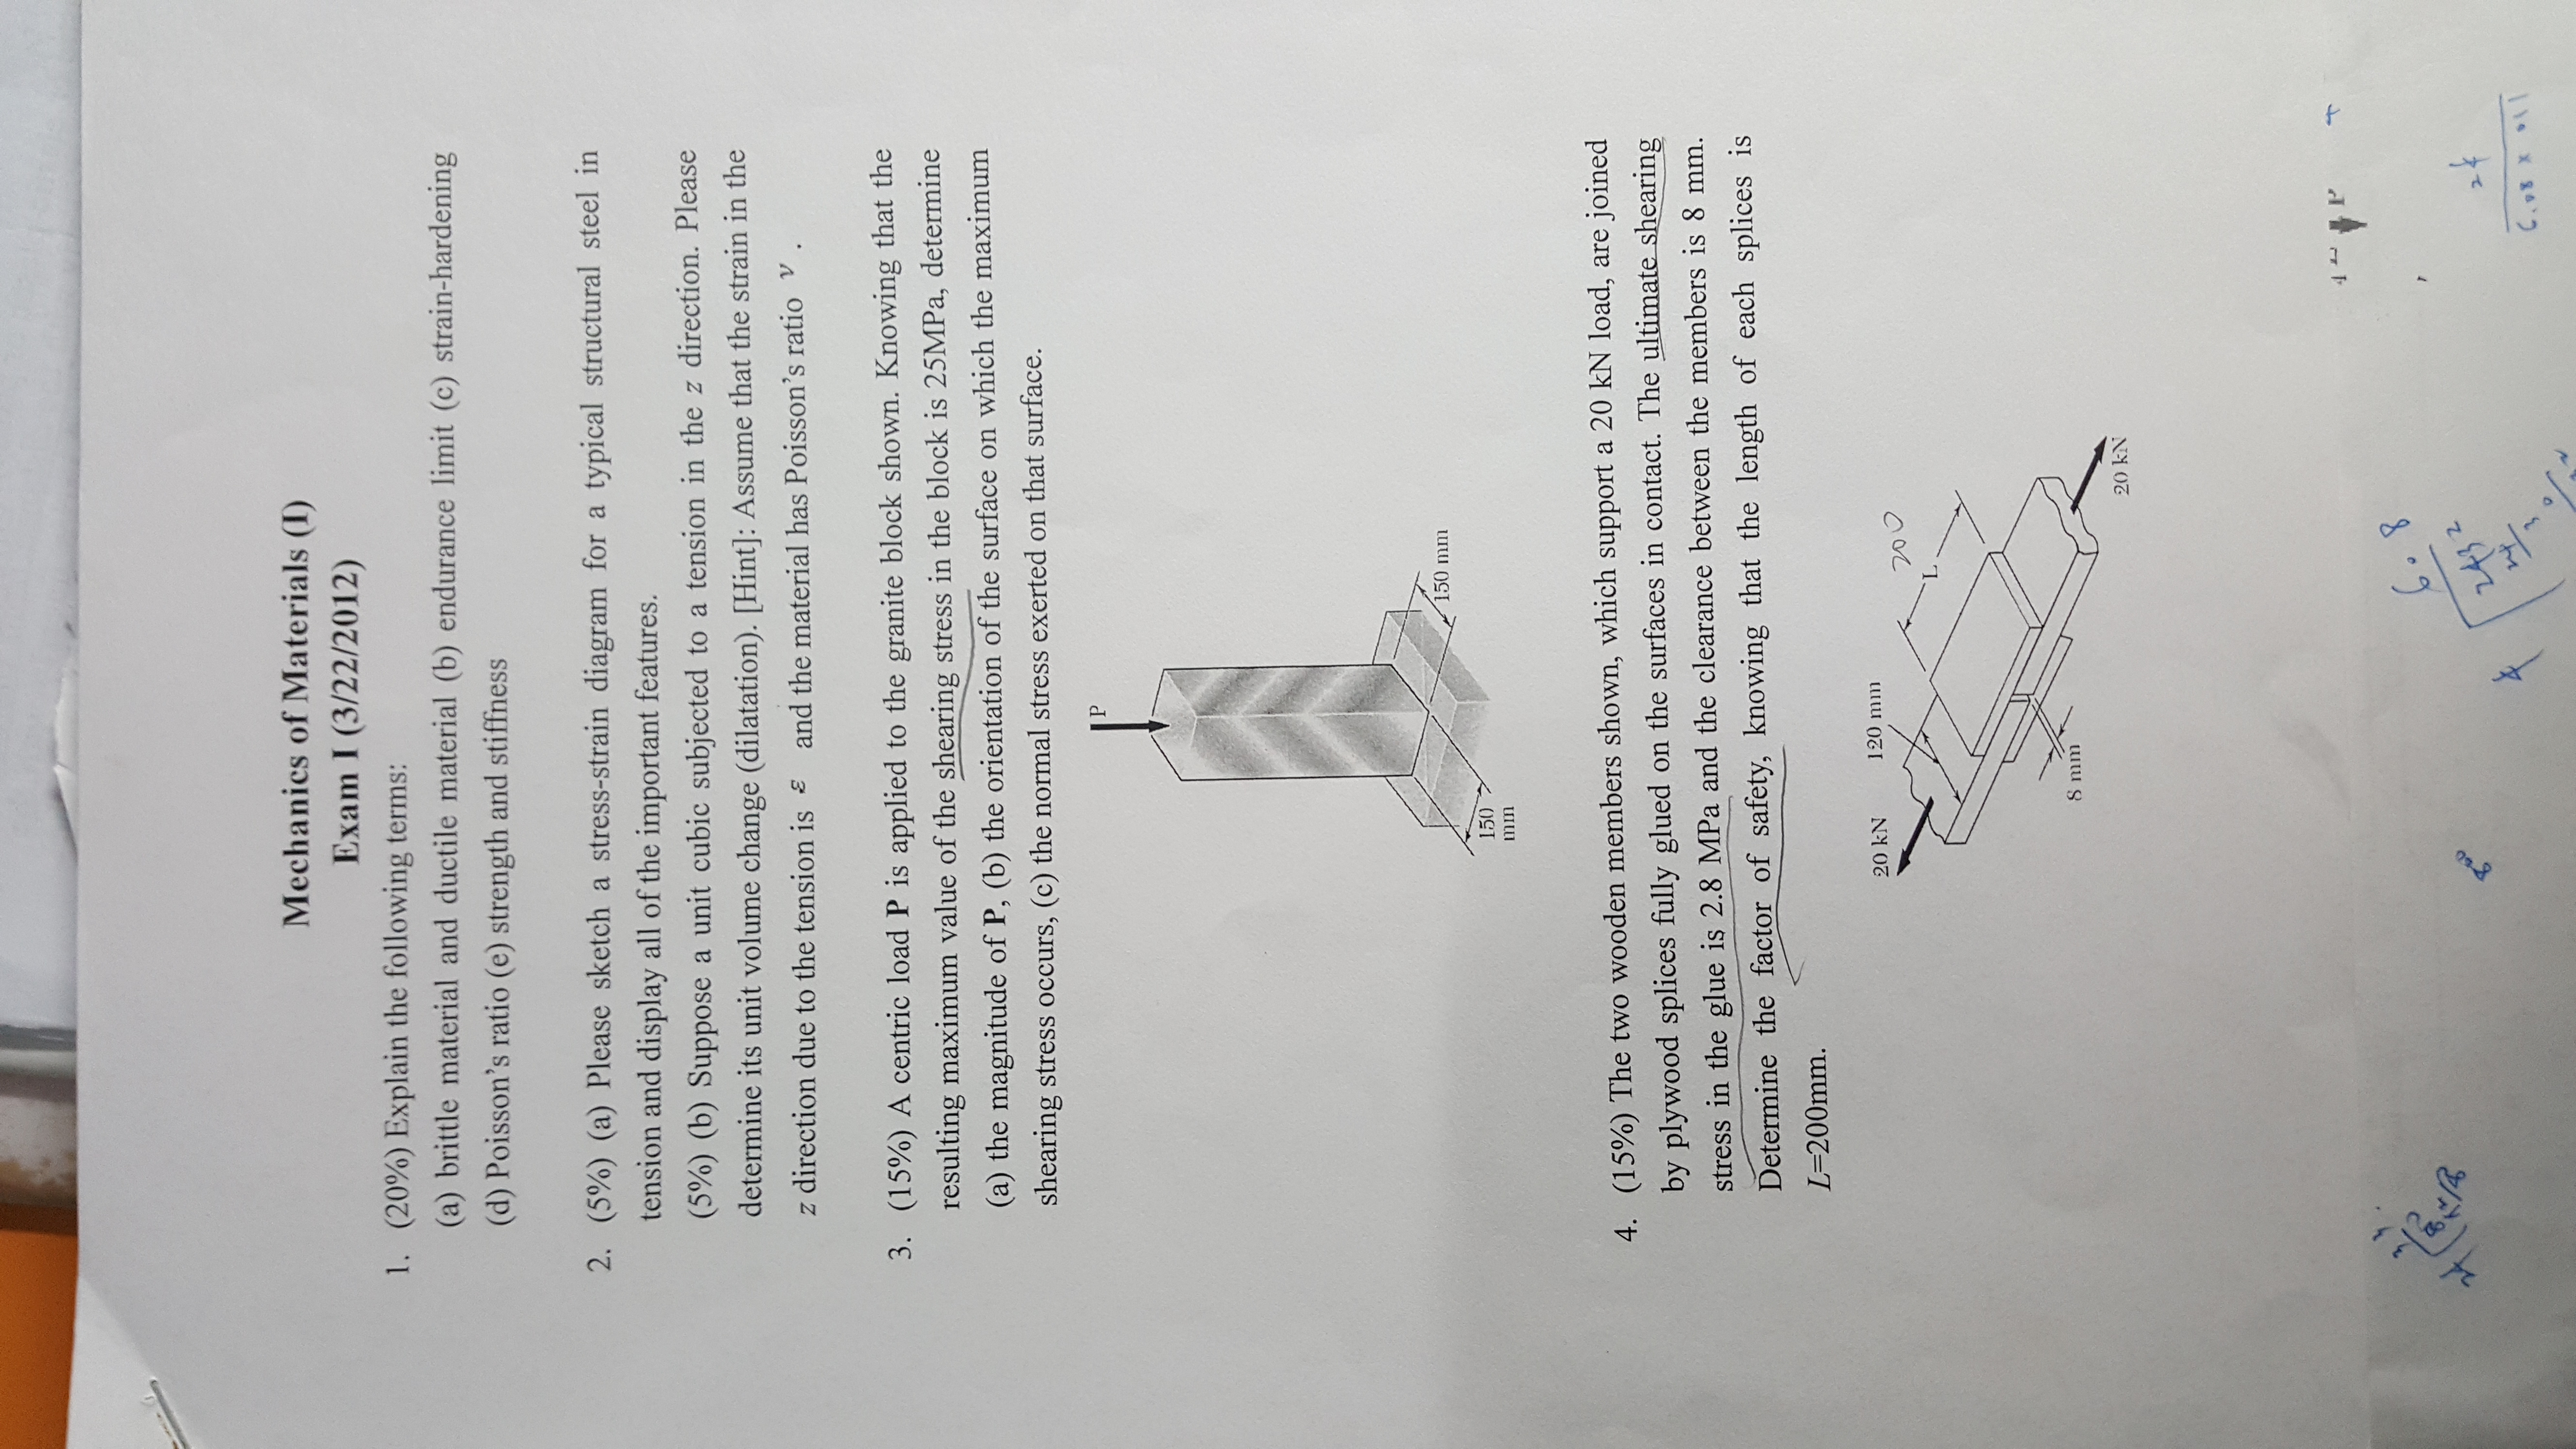 Mechanics of Materials (I)
Exam I (3/22/2012)
1. (20%) Explain the following terms:
(a) brittle material and ductile material (b) endurance limit (c) strain-hardening
(d) Poisson's ratio (e) strength and stiffness
2. (5%) (a) Please sketch a stress-strain diagram for a typical structural steel in
tension and display all of the important features.
(5%) (b) Suppose a unit cubic subjected to a tension in the z direction. Please
determine its unit volume change (dilatation). [Hint]: Assume that the strain in the
z direction due to the tension is ε and the material has Poisson's ratio ν .
3. (15%) A centric load P is applied to the granite block shown. Knowing that the
resulting maximum value of the shearing stress in the block is 25MPa, determine
(a) the magnitude of P, (b) the orientation of the surface on which the maximum
shearing stress occurs, (c) the normal stress exerted on that surface.
P
150 mm
150
mm
4. (15%) The two wooden members shown, which support a 20 kN load, are joined
by plywood splices fully glued on the surfaces in contact. The ultimate shearing
stress in the glue is 2.8 MPa and the clearance between the members is 8 mm.
Determine the factor of safety, knowing that the length of each splices is
L=200mm.
20 kN
120 mm
200
L
8 mm
20 kN
P
6.8
4
243 2
800
24